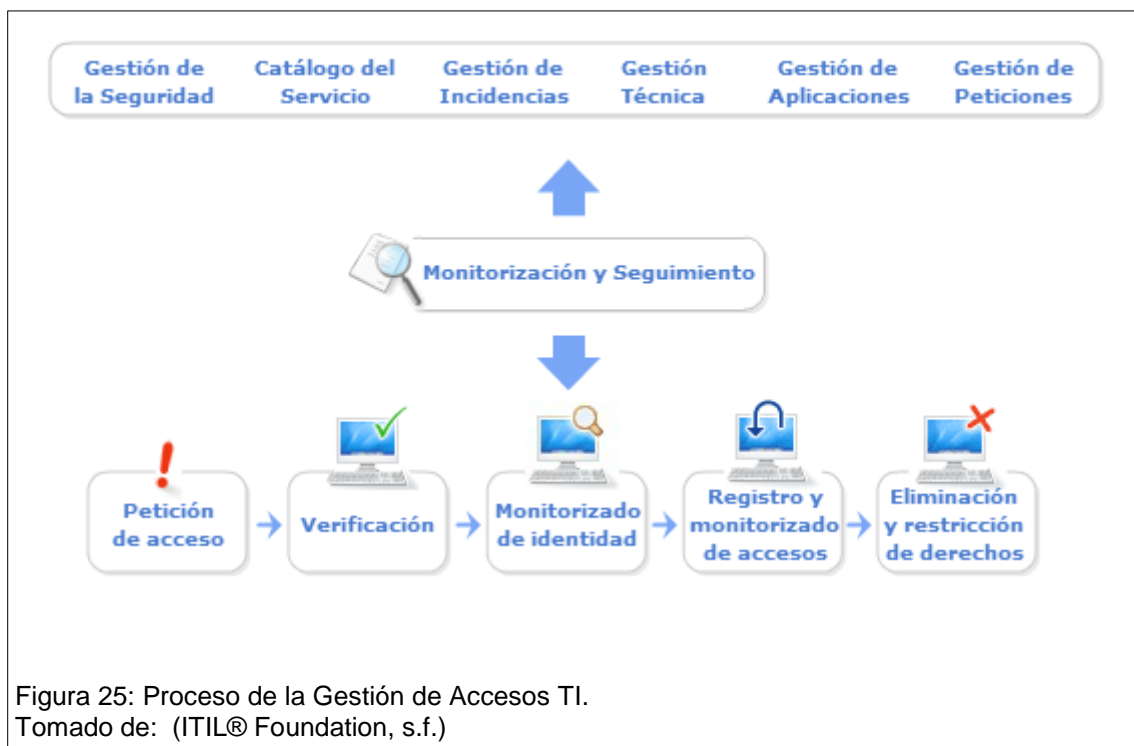 Gestión de la Seguridad
Catálogo del Servicio
Gestión de Incidencias
Gestión Técnica
Gestión de Aplicaciones
Gestión de Peticiones
Monitorización y Seguimiento
Petición de acceso
Verificación
Monitorizado de identidad
Registro y monitorizado de accesos
Eliminación y restricción de derechos
Figura 25: Proceso de la Gestión de Accesos TI.
Tomado de: (ITIL® Foundation, s.f.)